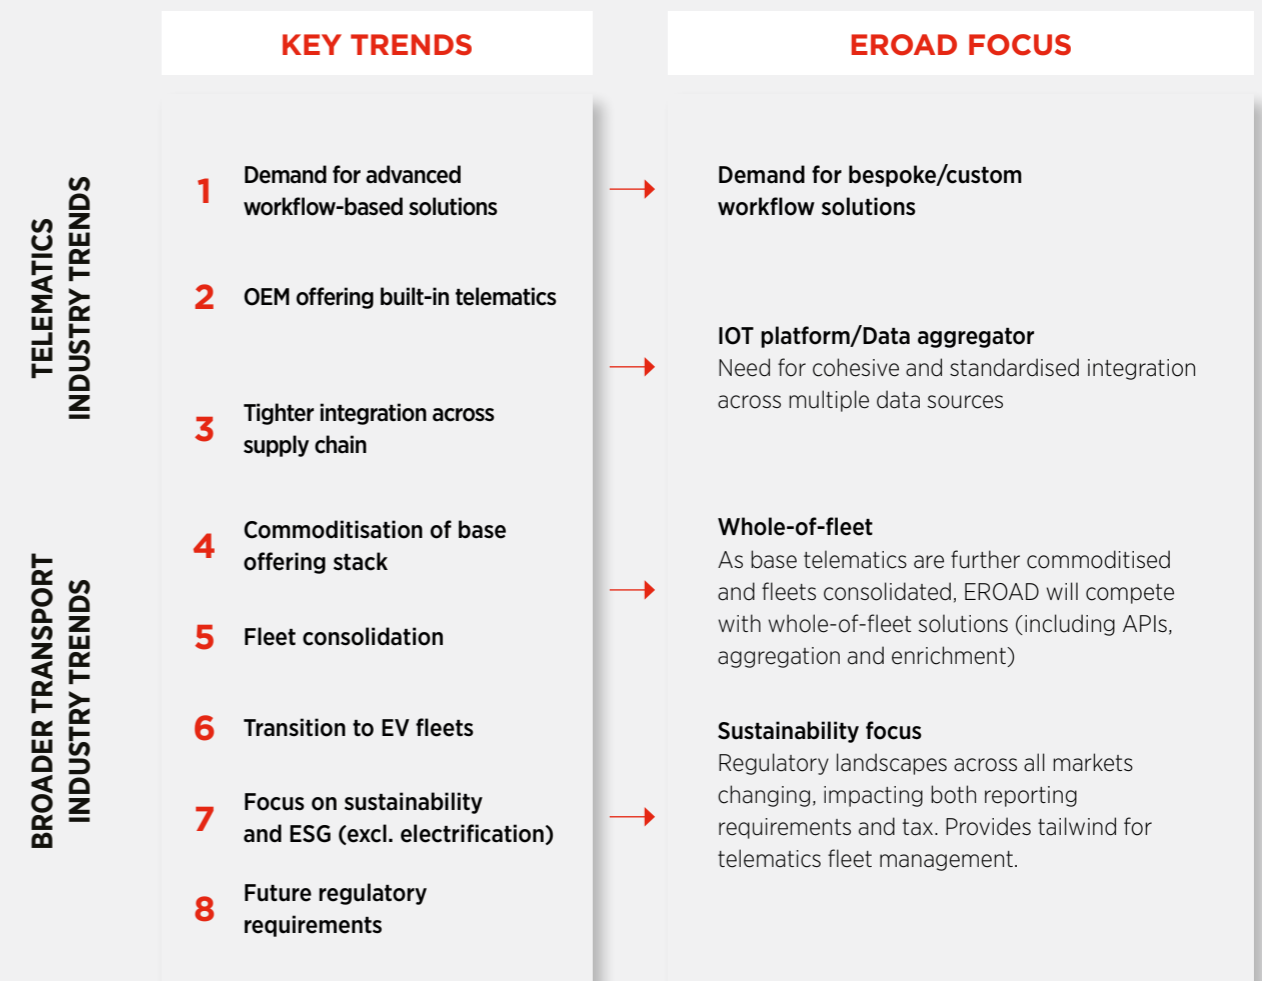 KEY TRENDS
EROAD FOCUS
TELEMATICS
INDUSTRY TRENDS
1
Demand for advanced
workflow-based solutions
Demand for bespoke/custom
workflow solutions
2
OEM offering built-in telematics
3
Tighter integration across
supply chain
IOT platform/Data aggregator
Need for cohesive and standardised integration
across multiple data sources
BROADER TRANSPORT
INDUSTRY TRENDS
4
Commoditisation of base
offering stack
5
Fleet consolidation
Whole-of-fleet
As base telematics are further commoditised
and fleets consolidated, EROAD will compete
with whole-of-fleet solutions (including APIs,
aggregation and enrichment)
6
Transition to EV fleets
7
Focus on sustainability
and ESG (excl. electrification)
8
Future regulatory
requirements
Sustainability focus
Regulatory landscapes across all markets
changing, impacting both reporting
requirements and tax. Provides tailwind for
telematics fleet management.